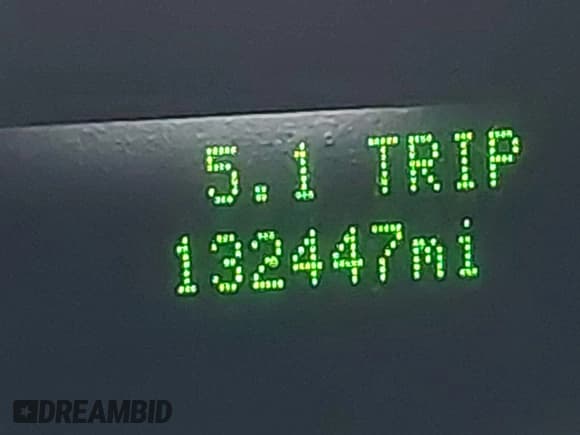 5.1 TRIP
132447mi
DREAMBID